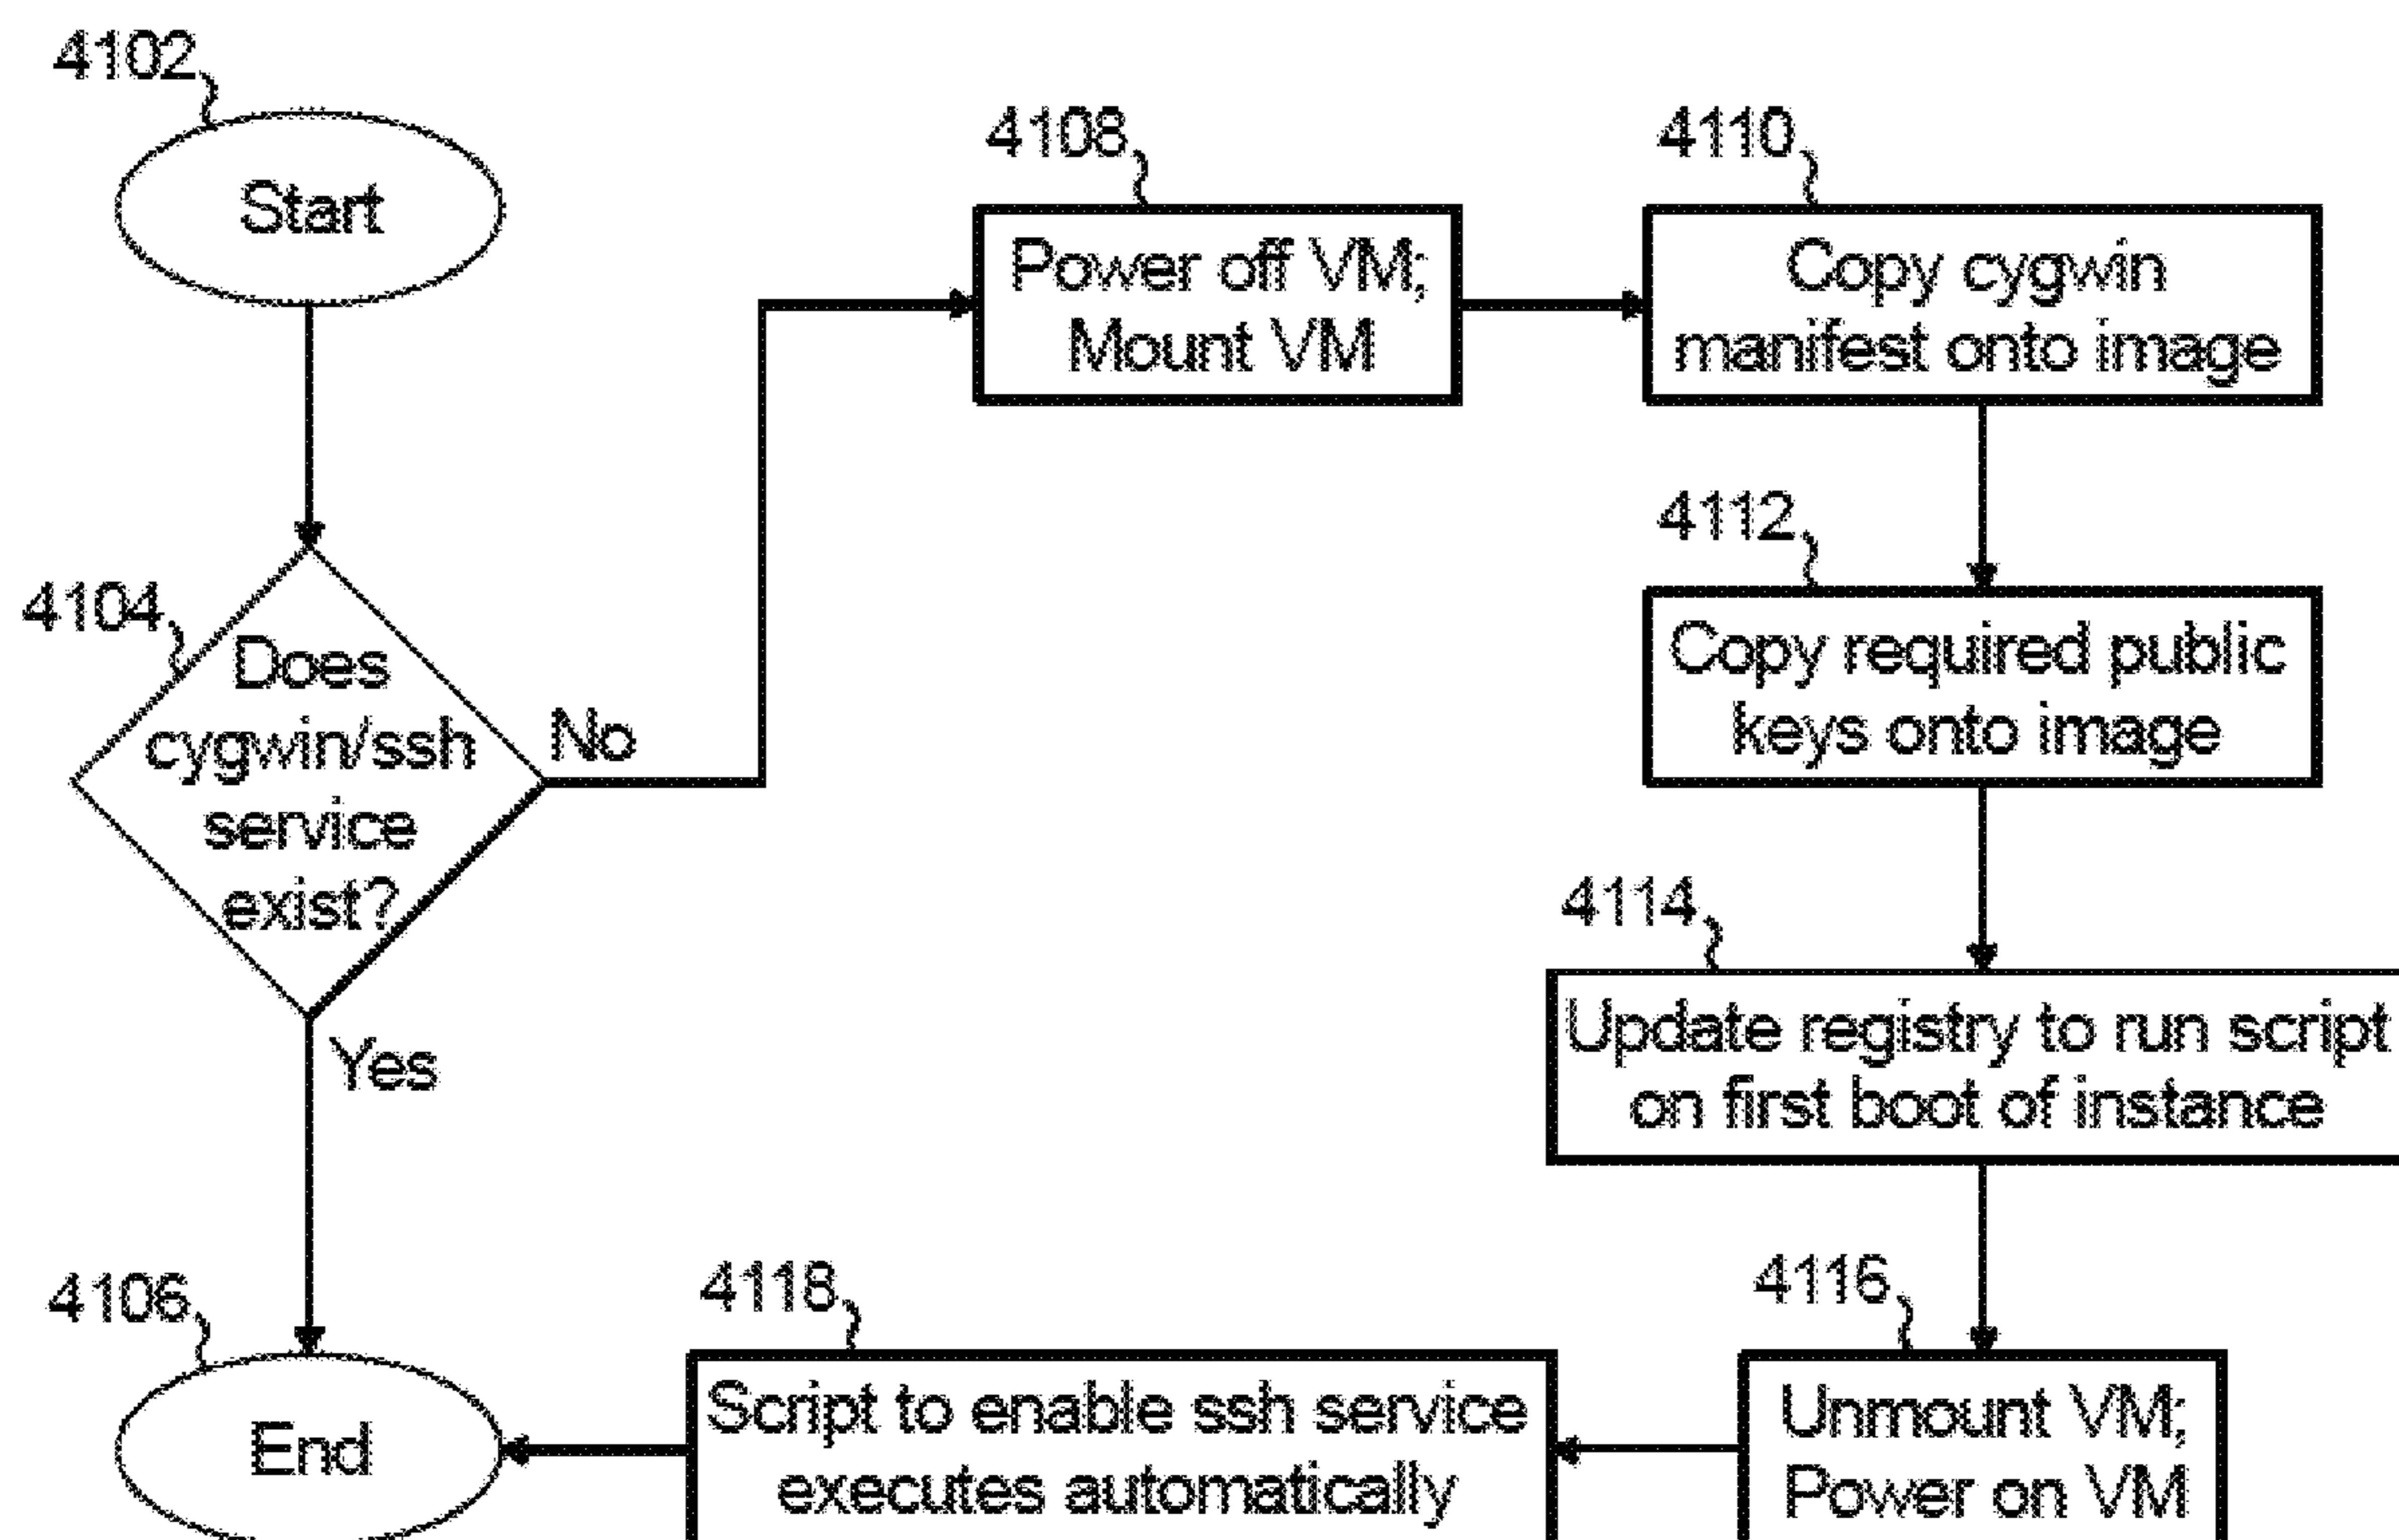 4102
Start
4104
Does
cygwin/ssh
service
exist?
No
Yes
4106
End
4108
Power off VM;
Mount VM
4110
Copy cygwin
manifest onto image
4112
Copy required public
keys onto image
4114
Update registry to run script
on first boot of instance
4116
Unmount VM;
Power on VM
4118
Script to enable ssh service
executes automatically